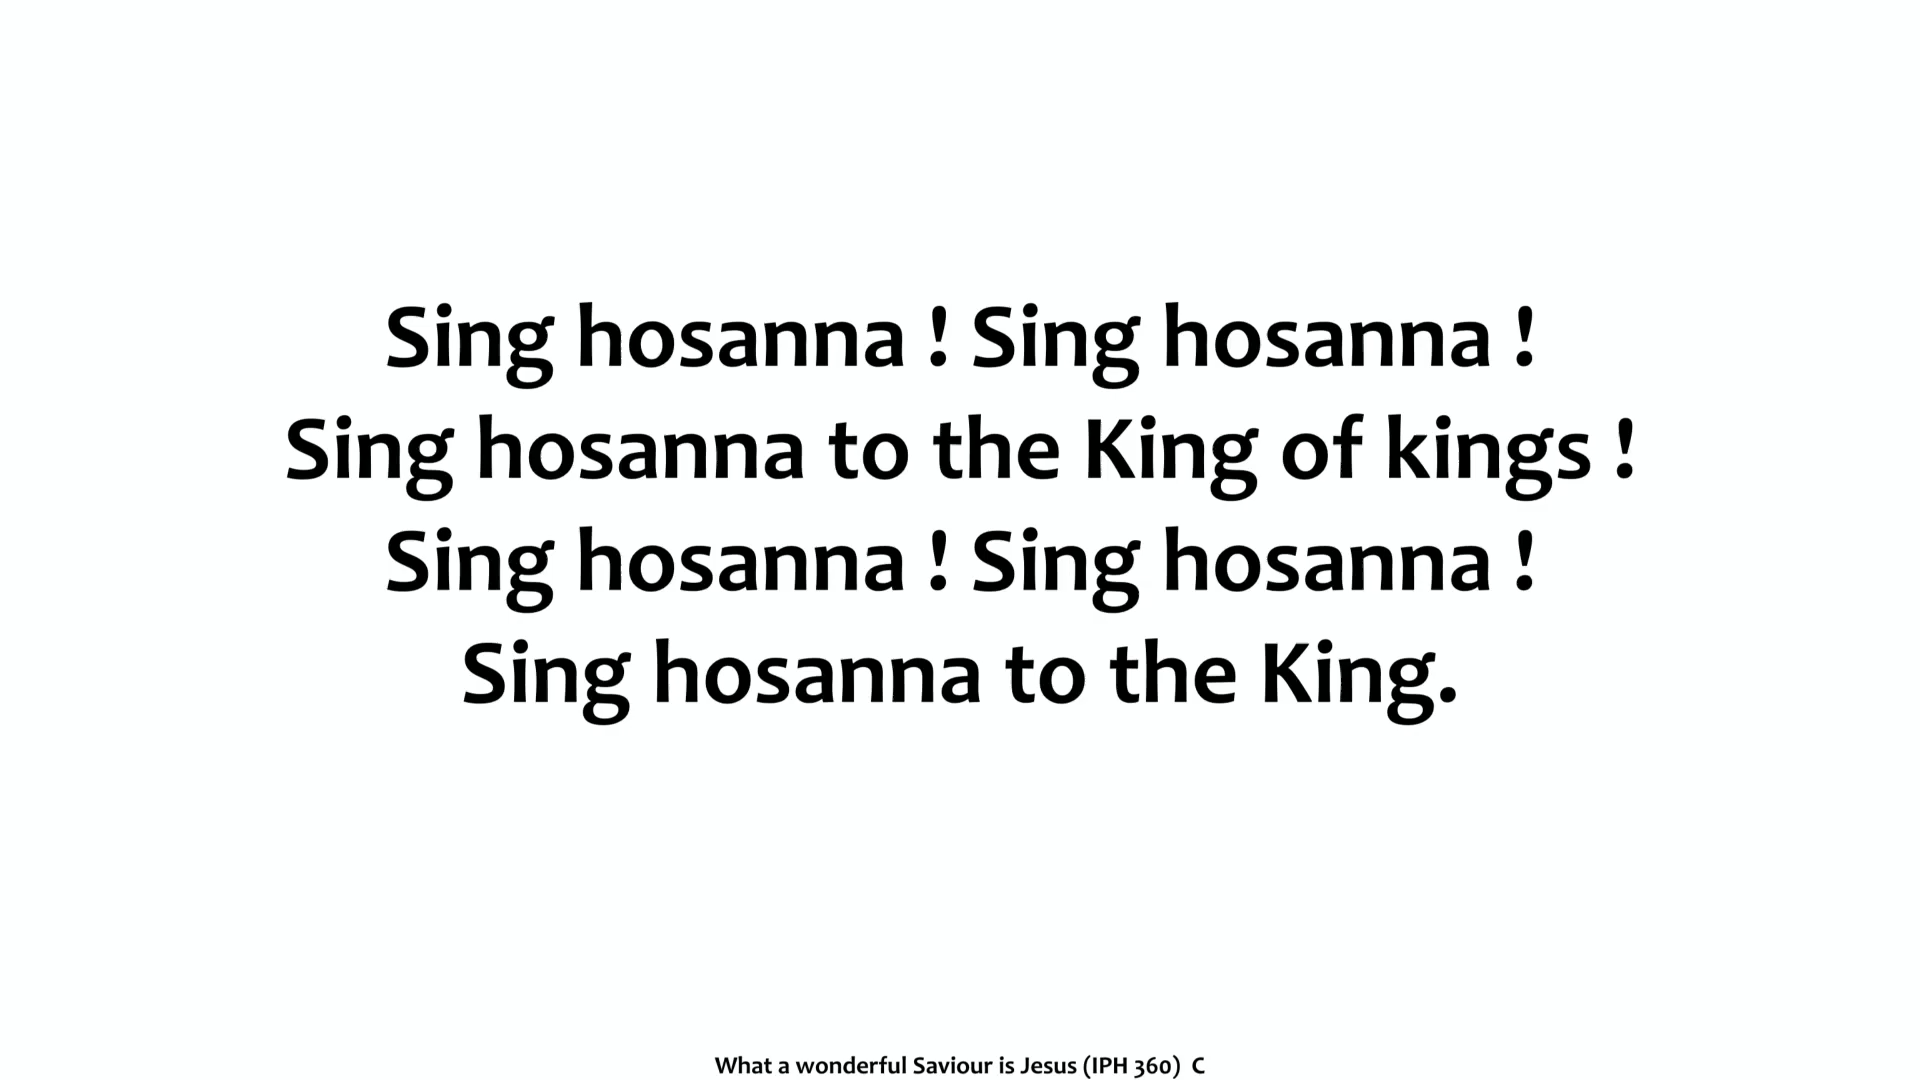 Sing hosanna ! Sing hosanna !
Sing hosanna to the King of kings !
Sing hosanna ! Sing hosanna !
Sing hosanna to the King.
What a wonderful Saviour is Jesus (IPH 360)  C